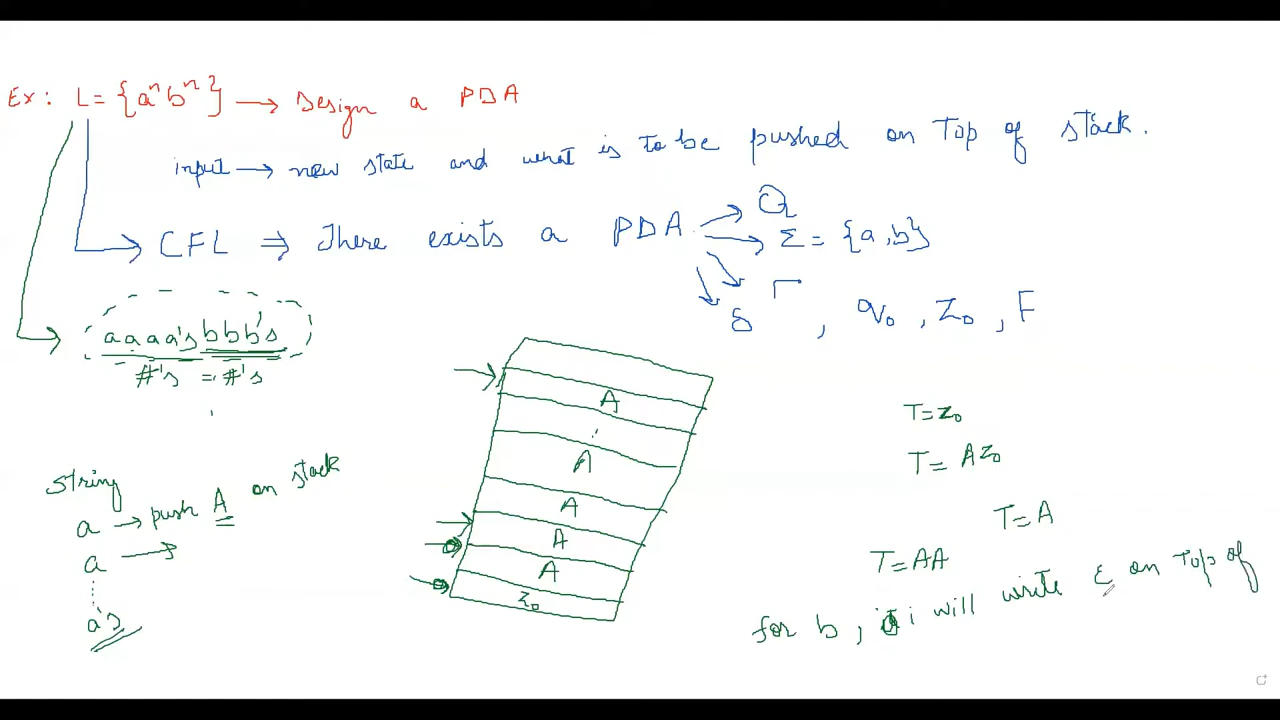 Ex: L = {aⁿbⁿ} → Design a PDA
input → new state and what is to be pushed on Top of stack.
CFL ⇒ There exists a PDA → Q
→ Σ = {a, b}
Γ
δ , q₀ , Z₀ , F
aaaa's bbb's
#'s = #'s
String
a → push A on stack
a →
a's
A
A
A
A
A
Z₀
T=Z₀
T= AZ₀
T=A
T=AA
for b, i will write ε on Top of